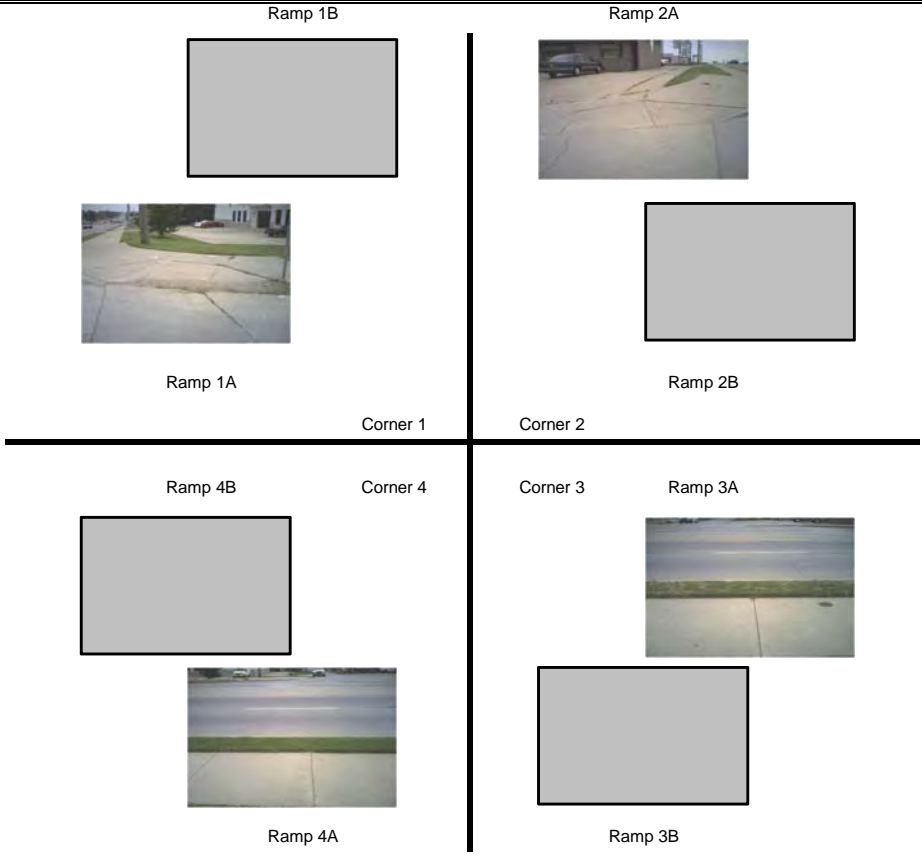 Ramp 1B Ramp 2A
Ramp 1A Ramp 2B
Corner 1 Corner 2
Ramp 4B Corner 4 Corner 3 Ramp 3A
Ramp 4A Ramp 3B